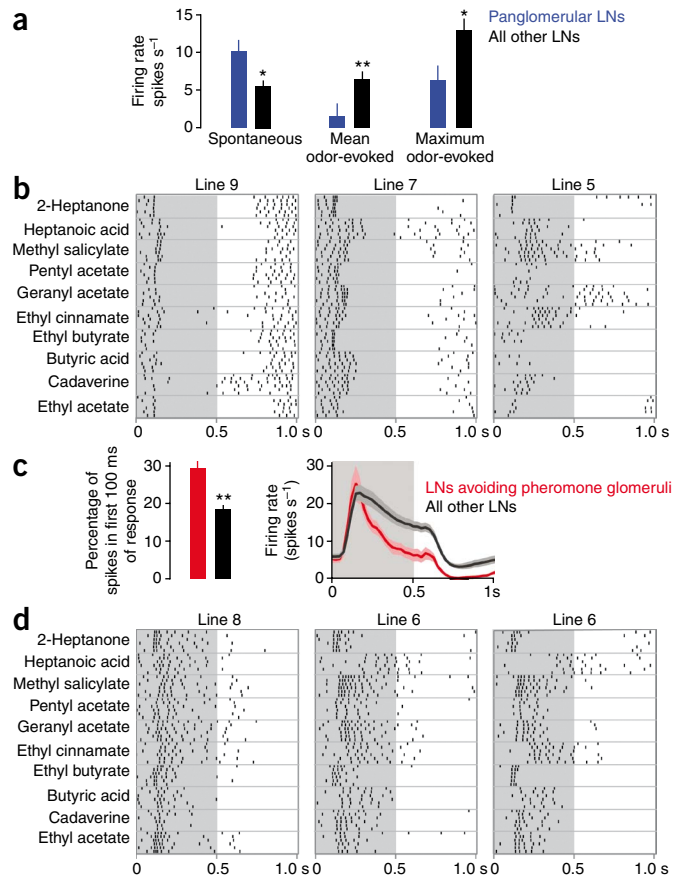 a
15
10
5
0
Firing rate
spikes s⁻¹
*
**
*
Panglomerular LNs
All other LNs
Spontaneous
Mean
odor-evoked
Maximum
odor-evoked
b
Line 9
Line 7
Line 5
2-Heptanone
Heptanoic acid
Methyl salicylate
Pentyl acetate
Geranyl acetate
Ethyl cinnamate
Ethyl butyrate
Butyric acid
Cadaverine
Ethyl acetate
0 0.5 1.0 s
0 0.5 1.0 s
0 0.5 1.0 s
c
Percentage of
spikes in first 100 ms
of response
30
20
10
0
**
Firing rate
(spikes s⁻¹)
30
20
10
0
0 0.5 1s
LNs avoiding pheromone glomeruli
All other LNs
d
Line 8
Line 6
Line 6
2-Heptanone
Heptanoic acid
Methyl salicylate
Pentyl acetate
Geranyl acetate
Ethyl cinnamate
Ethyl butyrate
Butyric acid
Cadaverine
Ethyl acetate
0 0.5 1.0 s
0 0.5 1.0 s
0 0.5 1.0 s